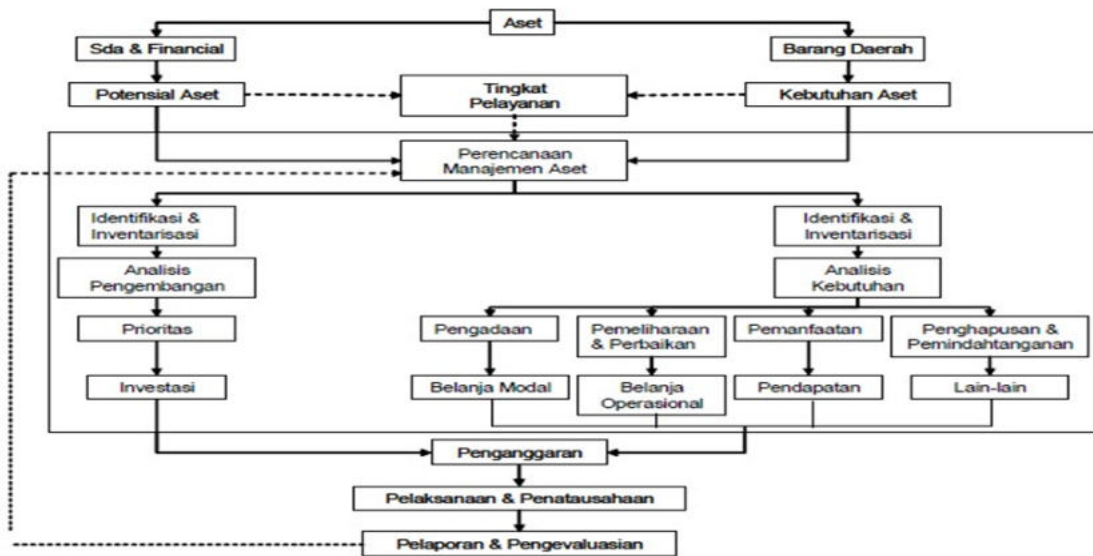 Aset
Sda & Financial
Barang Daerah
Potensial Aset
Tingkat
Pelayanan
Kebutuhan Aset
Perencanaan
Manajemen Aset
Identifikasi &
Inventarisasi
Identifikasi &
Inventarisasi
Analisis
Pengembangan
Analisis
Kebutuhan
Prioritas
Pengadaan
Pemeliharaan
& Perbaikan
Pemanfaatan
Penghapusan &
Pemindahtanganan
Investasi
Belanja Modal
Belanja
Operasional
Pendapatan
Lain-lain
Penganggaran
Pelaksanaan & Penatausahaan
Pelaporan & Pengevaluasian